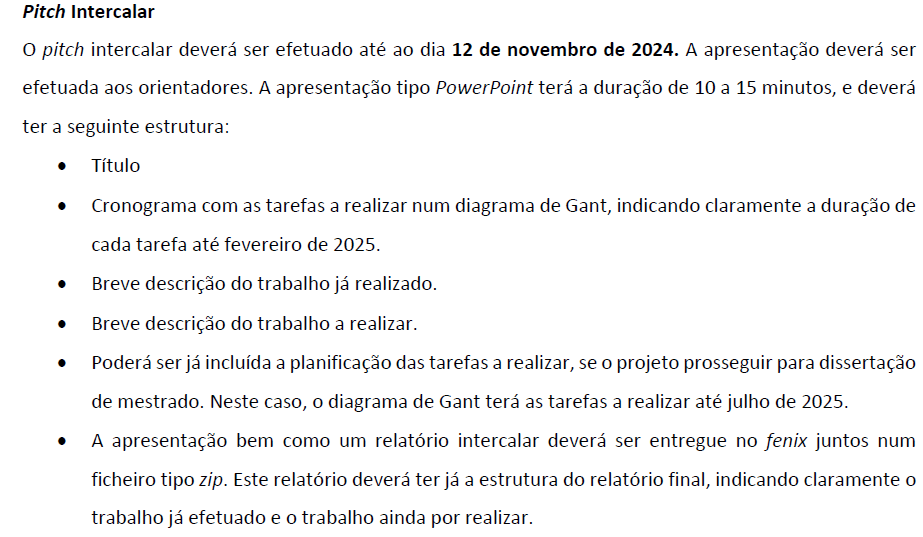 Pitch Intercalar
O pitch intercalar deverá ser efetuado até ao dia 12 de novembro de 2024. A apresentação deverá ser
efetuada aos orientadores. A apresentação tipo PowerPoint terá a duração de 10 a 15 minutos, e deverá
ter a seguinte estrutura:
• Título
• Cronograma com as tarefas a realizar num diagrama de Gant, indicando claramente a duração de
cada tarefa até fevereiro de 2025.
• Breve descrição do trabalho já realizado.
• Breve descrição do trabalho a realizar.
• Poderá ser já incluída a planificação das tarefas a realizar, se o projeto prosseguir para dissertação
de mestrado. Neste caso, o diagrama de Gant terá as tarefas a realizar até julho de 2025.
• A apresentação bem como um relatório intercalar deverá ser entregue no fenix juntos num
ficheiro tipo zip. Este relatório deverá ter já a estrutura do relatório final, indicando claramente o
trabalho já efetuado e o trabalho ainda por realizar.